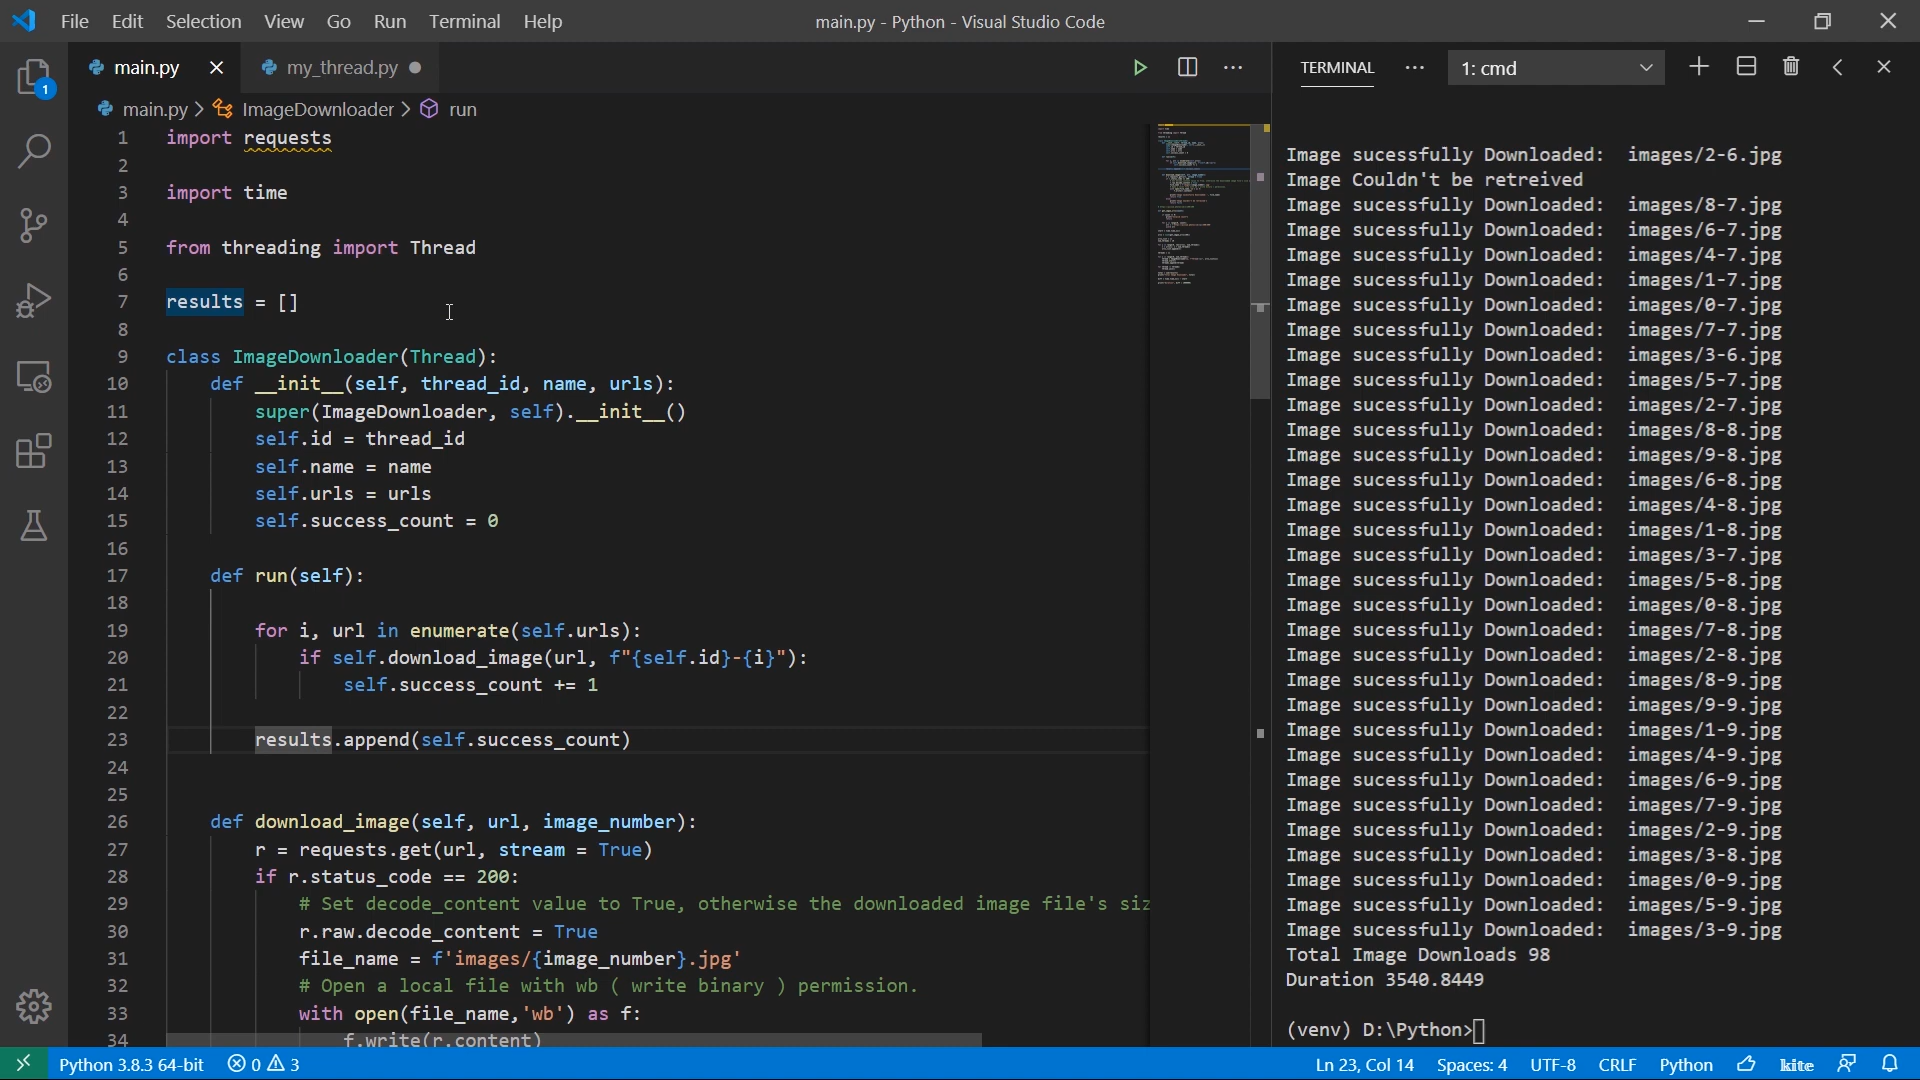 File Edit Selection View Go Run Terminal Help
main.py - Python - Visual Studio Code
main.py
my_thread.py
main.py > ImageDownloader > run
1 import requests
2
3 import time
4
5 from threading import Thread
6
7 results = []
8
9 class ImageDownloader(Thread):
10 def __init__(self, thread_id, name, urls):
11 super(ImageDownloader, self).__init__()
12 self.id = thread_id
13 self.name = name
14 self.urls = urls
15 self.success_count = 0
16
17 def run(self):
18
19 for i, url in enumerate(self.urls):
20 if self.download_image(url, f"{self.id}-{i}"):
21 self.success_count += 1
22
23 results.append(self.success_count)
24
25
26 def download_image(self, url, image_number):
27 r = requests.get(url, stream = True)
28 if r.status_code == 200:
29 # Set decode_content value to True, otherwise the downloaded image file's siz
30 r.raw.decode_content = True
31 file_name = f'images/{image_number}.jpg'
32 # Open a local file with wb ( write binary ) permission.
33 with open(file_name,'wb') as f:
34 f.write(r.content)
TERMINAL ... 1: cmd
Image sucessfully Downloaded: images/2-6.jpg
Image Couldn't be retreived
Image sucessfully Downloaded: images/8-7.jpg
Image sucessfully Downloaded: images/6-7.jpg
Image sucessfully Downloaded: images/4-7.jpg
Image sucessfully Downloaded: images/1-7.jpg
Image sucessfully Downloaded: images/0-7.jpg
Image sucessfully Downloaded: images/7-7.jpg
Image sucessfully Downloaded: images/3-6.jpg
Image sucessfully Downloaded: images/5-7.jpg
Image sucessfully Downloaded: images/2-7.jpg
Image sucessfully Downloaded: images/8-8.jpg
Image sucessfully Downloaded: images/9-8.jpg
Image sucessfully Downloaded: images/6-8.jpg
Image sucessfully Downloaded: images/4-8.jpg
Image sucessfully Downloaded: images/1-8.jpg
Image sucessfully Downloaded: images/3-7.jpg
Image sucessfully Downloaded: images/5-8.jpg
Image sucessfully Downloaded: images/0-8.jpg
Image sucessfully Downloaded: images/7-8.jpg
Image sucessfully Downloaded: images/2-8.jpg
Image sucessfully Downloaded: images/8-9.jpg
Image sucessfully Downloaded: images/9-9.jpg
Image sucessfully Downloaded: images/1-9.jpg
Image sucessfully Downloaded: images/4-9.jpg
Image sucessfully Downloaded: images/6-9.jpg
Image sucessfully Downloaded: images/7-9.jpg
Image sucessfully Downloaded: images/2-9.jpg
Image sucessfully Downloaded: images/3-8.jpg
Image sucessfully Downloaded: images/0-9.jpg
Image sucessfully Downloaded: images/5-9.jpg
Image sucessfully Downloaded: images/3-9.jpg
Total Image Downloads 98
Duration 3540.8449
(venv) D:\Python>
1
Python 3.8.3 64-bit 0 3
Ln 23, Col 14 Spaces: 4 UTF-8 CRLF Python kite